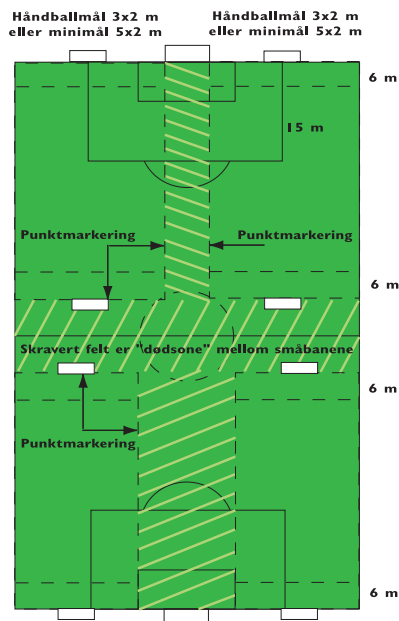 Håndballmål 3x2 m
eller minimål 5x2 m
Håndballmål 3x2 m
eller minimål 5x2 m
6 m
15 m
Punktmarkering
Punktmarkering
6 m
Skravert felt er "dødsone" mellom småbanene
6 m
Punktmarkering
6 m